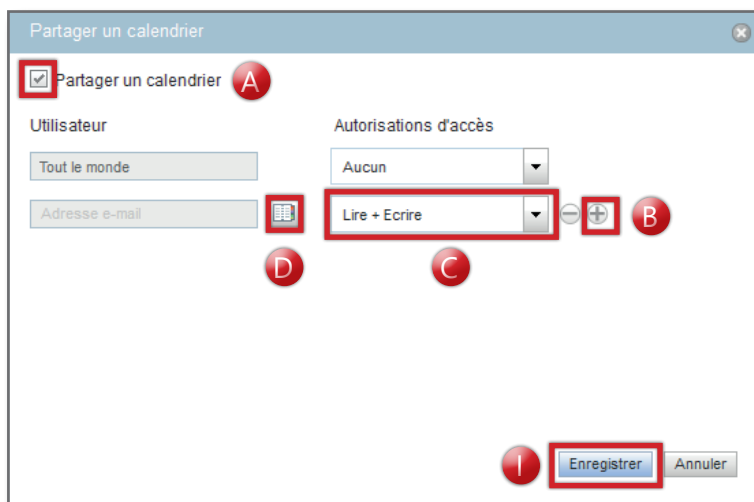 Partager un calendrier
Partager un calendrier A
Utilisateur Autorisations d'accès
Tout le monde Aucun
Adresse e-mail Lire + Ecrire B
D C
I Enregistrer Annuler